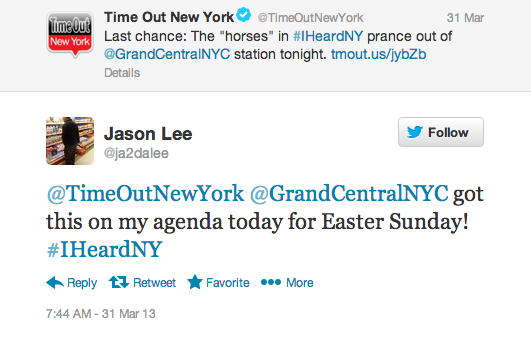 Time Out New York
Time Out New York @TimeOutNewYork 31 Mar
Last chance: The "horses" in #IHeardNY prance out of
@GrandCentralNYC station tonight. tmout.us/jybZb
Details
Jason Lee
@ja2dalee
Follow
@TimeOutNewYork @GrandCentralNYC got
this on my agenda today for Easter Sunday!
#IHeardNY
Reply Retweet Favorite More
7:44 AM - 31 Mar 13